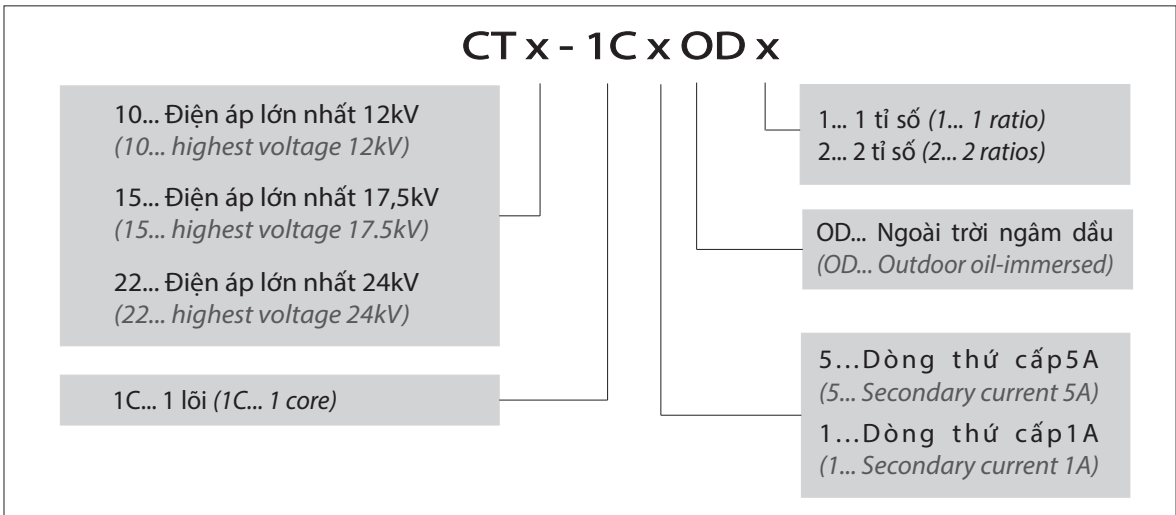 CT x - 1C x OD x
10... Điện áp lớn nhất 12kV
(10... highest voltage 12kV)
15... Điện áp lớn nhất 17,5kV
(15... highest voltage 17.5kV)
22... Điện áp lớn nhất 24kV
(22... highest voltage 24kV)
1C... 1 lõi (1C... 1 core)
1... 1 tỉ số (1... 1 ratio)
2... 2 tỉ số (2... 2 ratios)
OD... Ngoài trời ngâm dầu
(OD... Outdoor oil-immersed)
5...Dòng thứ cấp5A
(5... Secondary current 5A)
1...Dòng thứ cấp1A
(1... Secondary current 1A)